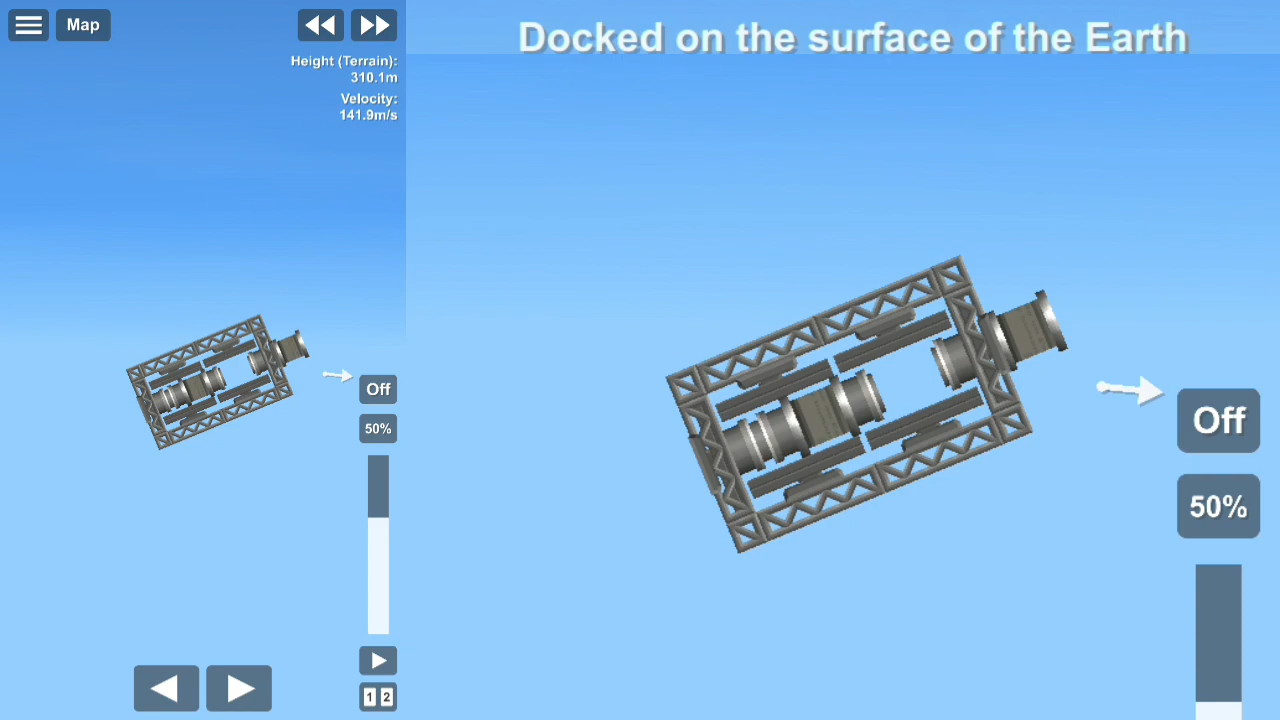 Map
Height (Terrain):
310.1m
Velocity:
141.9m/s
Off
50%
1 2
Docked on the surface of the Earth
Off
50%